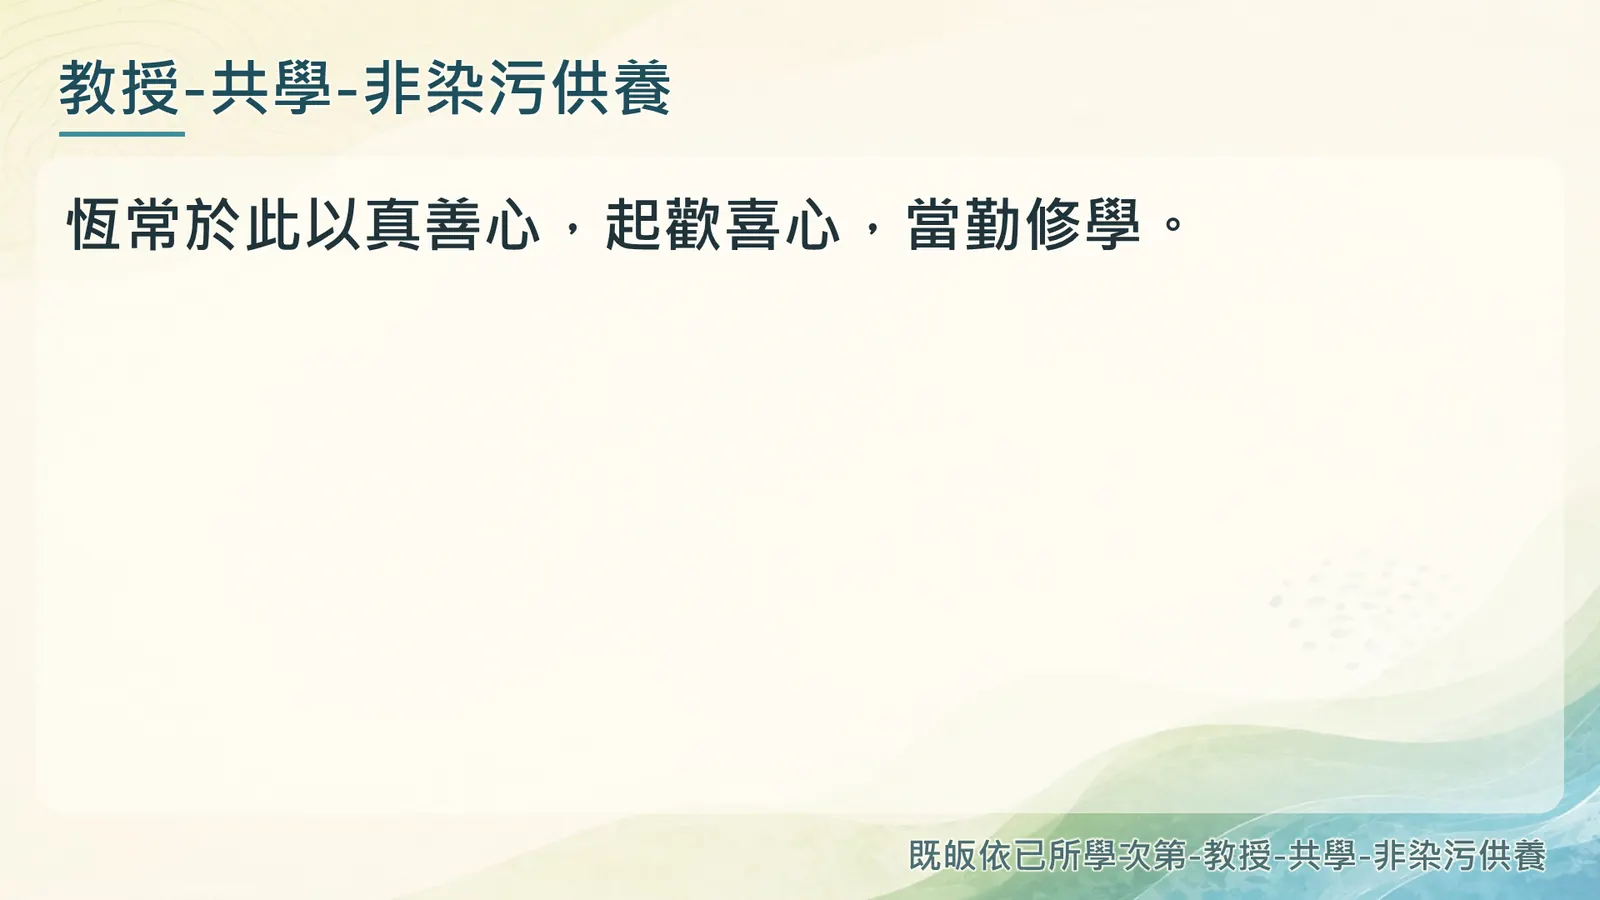 教授-共學-非染污供養
恆常於此以真善心，起歡喜心，當勤修學。
既皈依已所學次第-教授-共學-非染污供養